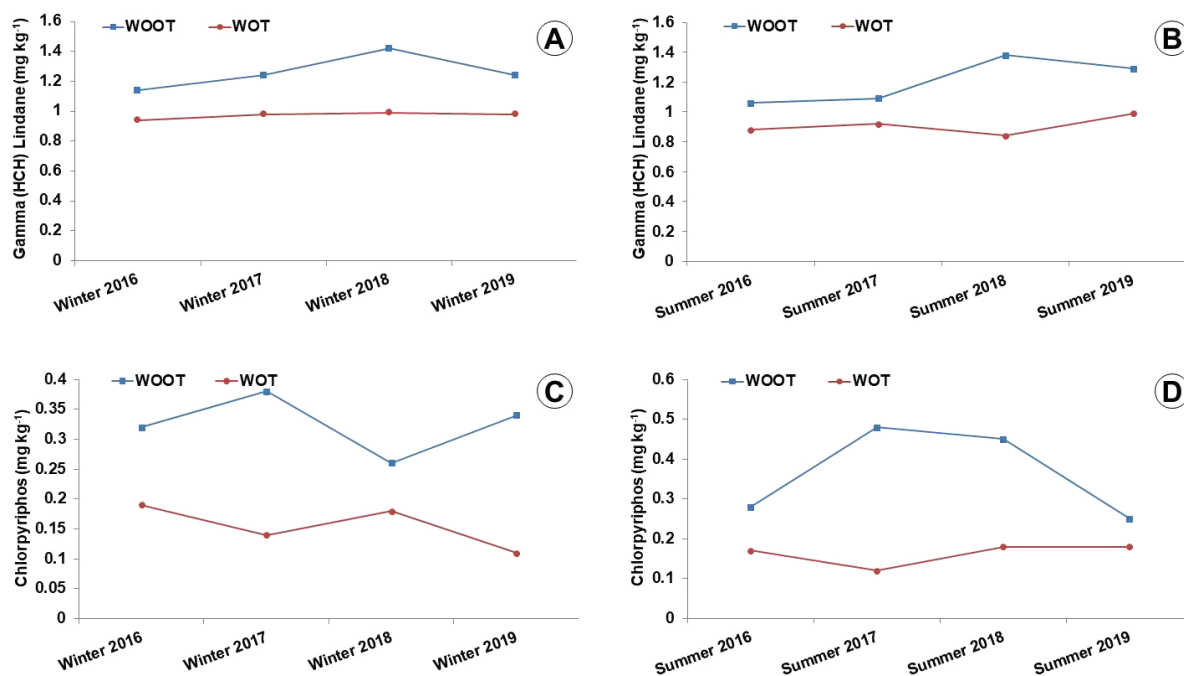 A
WOOT WOT
Gamma (HCH) Lindane (mg kg⁻¹)
1.6
1.4
1.2
1
0.8
0.6
0.4
0.2
0
Winter 2016 Winter 2017 Winter 2018 Winter 2019
B
WOOT WOT
Gamma (HCH) Lindane (mg kg⁻¹)
1.6
1.4
1.2
1
0.8
0.6
0.4
0.2
0
Summer 2016 Summer 2017 Summer 2018 Summer 2019
C
WOOT WOT
Chlorpyriphos (mg kg⁻¹)
0.4
0.35
0.3
0.25
0.2
0.15
0.1
0.05
0
Winter 2016 Winter 2017 Winter 2018 Winter 2019
D
WOOT WOT
Chlorpyriphos (mg kg⁻¹)
0.6
0.5
0.4
0.3
0.2
0.1
0
Summer 2016 Summer 2017 Summer 2018 Summer 2019